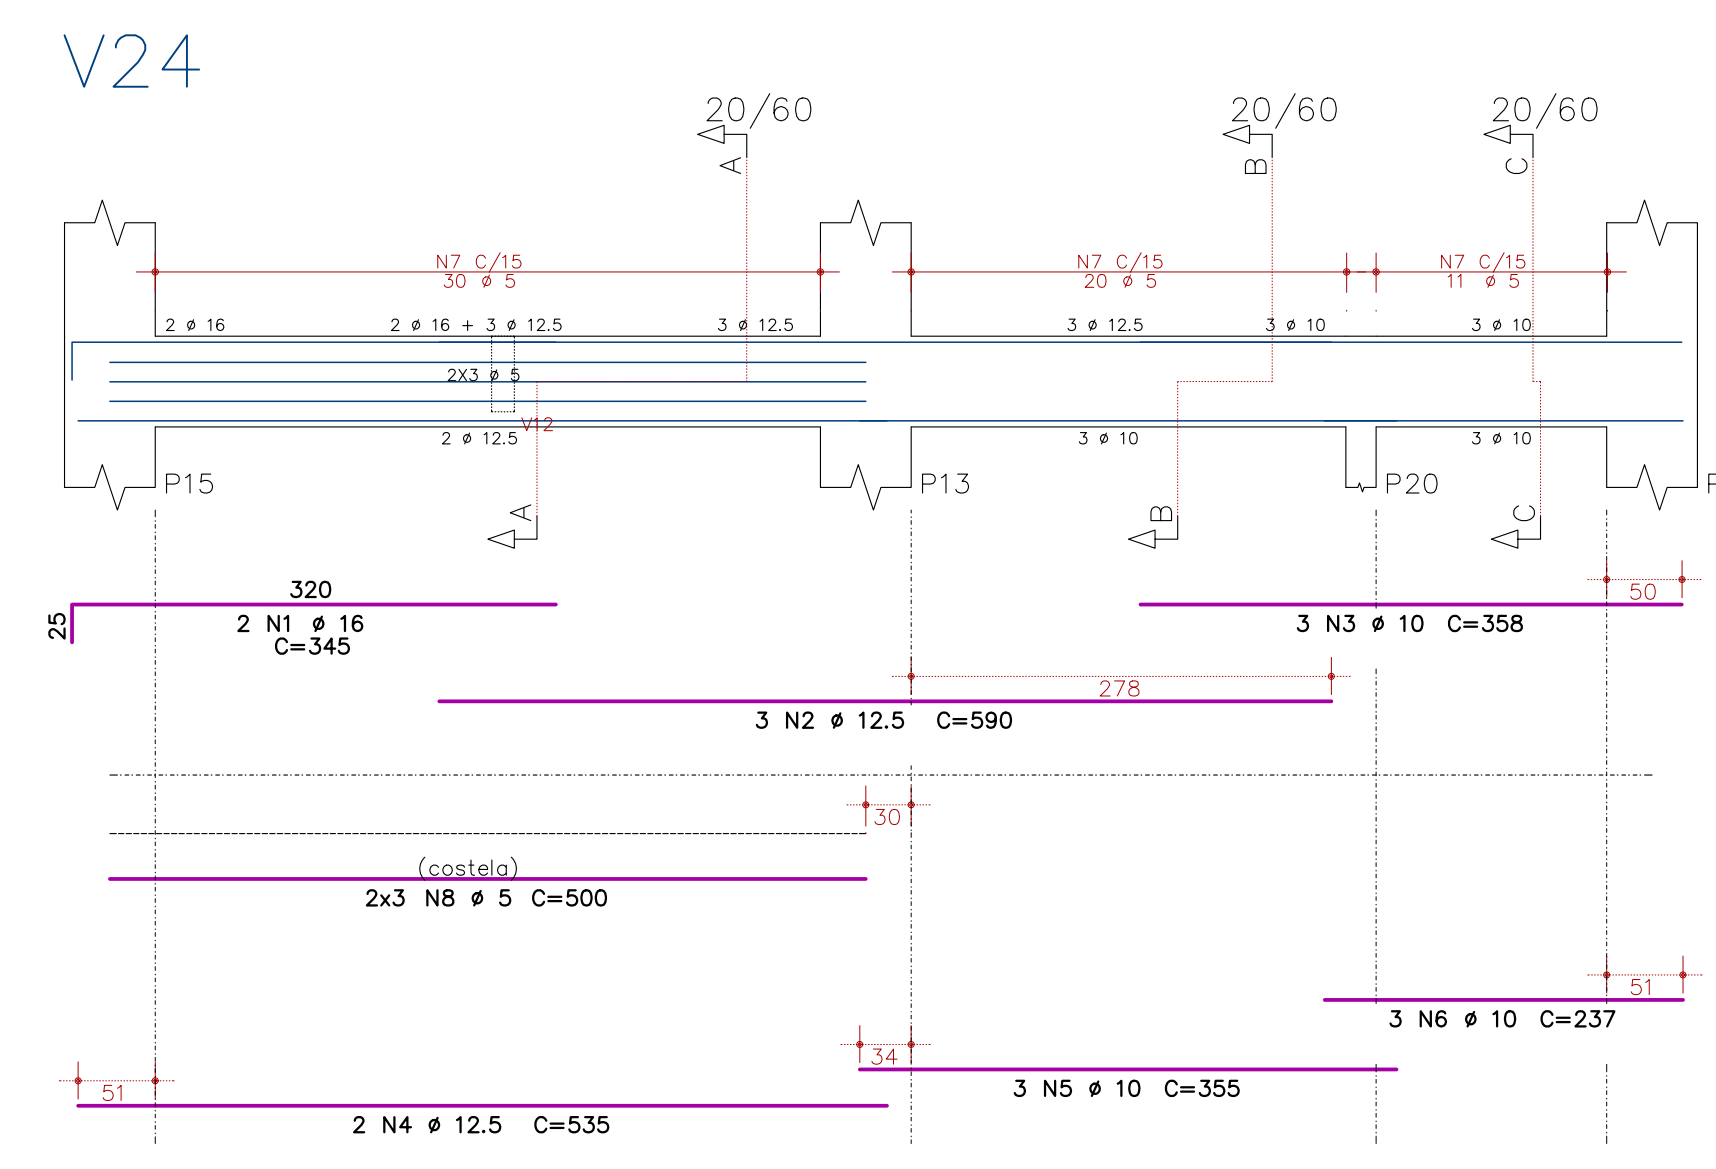 V24
20/60 20/60 20/60
A B C
N7 C/15 N7 C/15 N7 C/15
30 ø 5 20 ø 5 11 ø 5
2 ø 16 2 ø 16 + 3 ø 12.5 3 ø 12.5 3 ø 12.5 3 ø 10 3 ø 10
2X3 ø 5
V12
2 ø 12.5 3 ø 10 3 ø 10
P15 P13 P20
A B C
320 50
25 2 N1 ø 16 3 N3 ø 10 C=358
C=345
278
3 N2 ø 12.5 C=590
30
(costela)
2x3 N8 ø 5 C=500
51
3 N6 ø 10 C=237
34
51 3 N5 ø 10 C=355
2 N4 ø 12.5 C=535